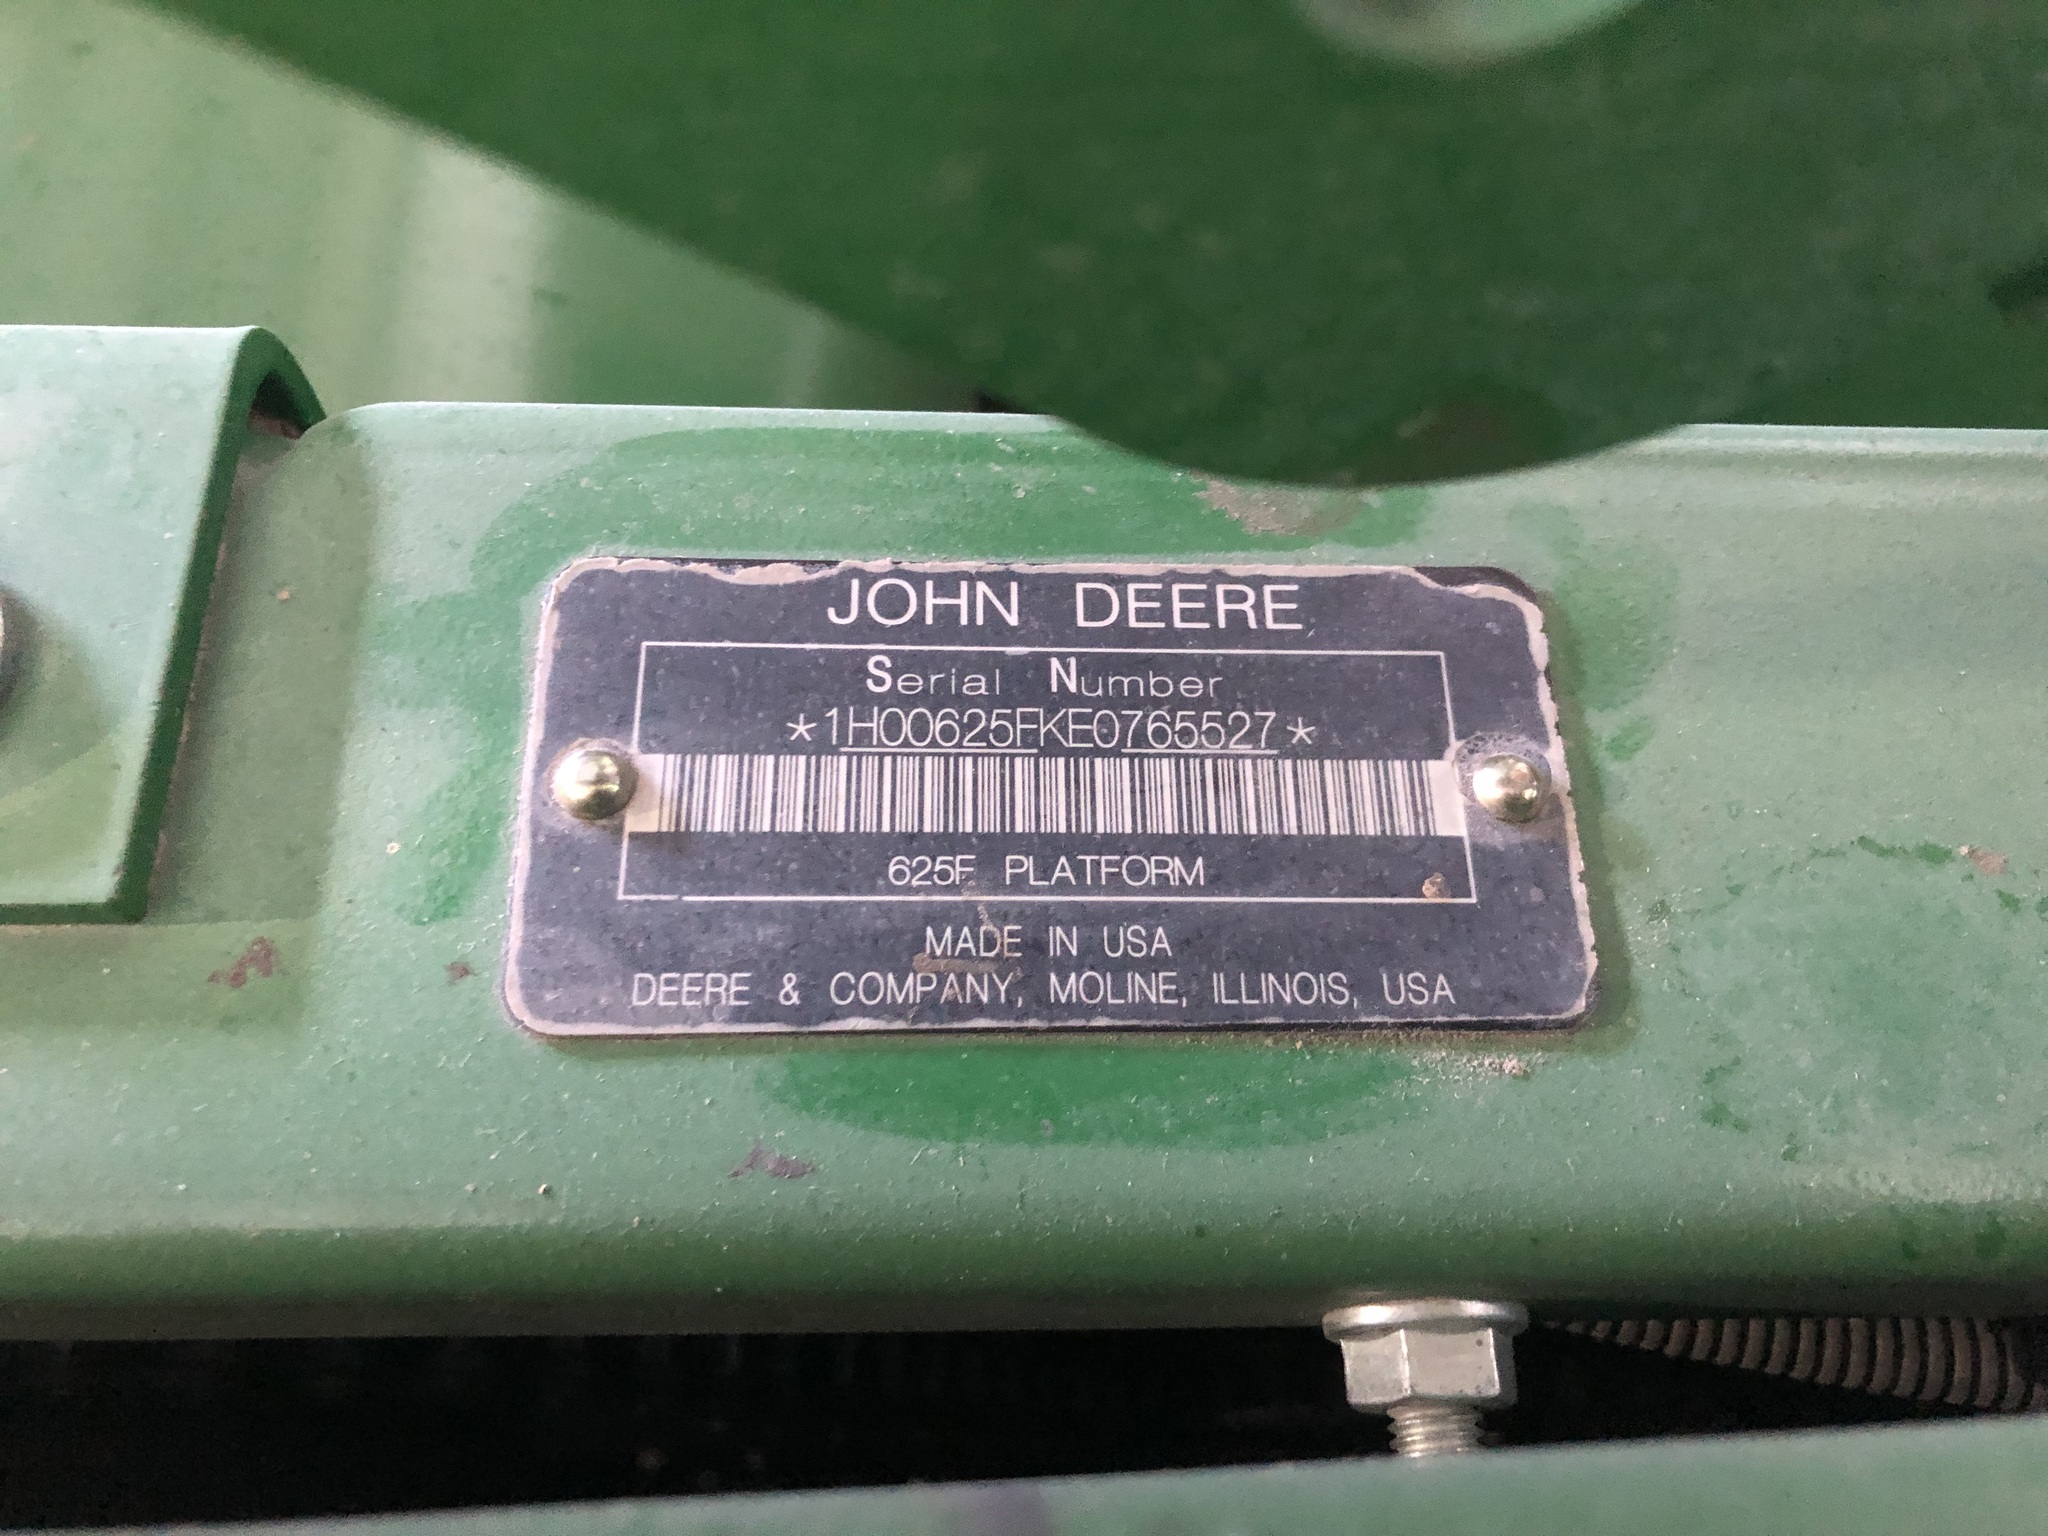 JOHN DEERE
Serial Number
*1H00625FKE0765527*
625F PLATFORM
MADE IN USA
DEERE & COMPANY, MOLINE, ILLINOIS, USA